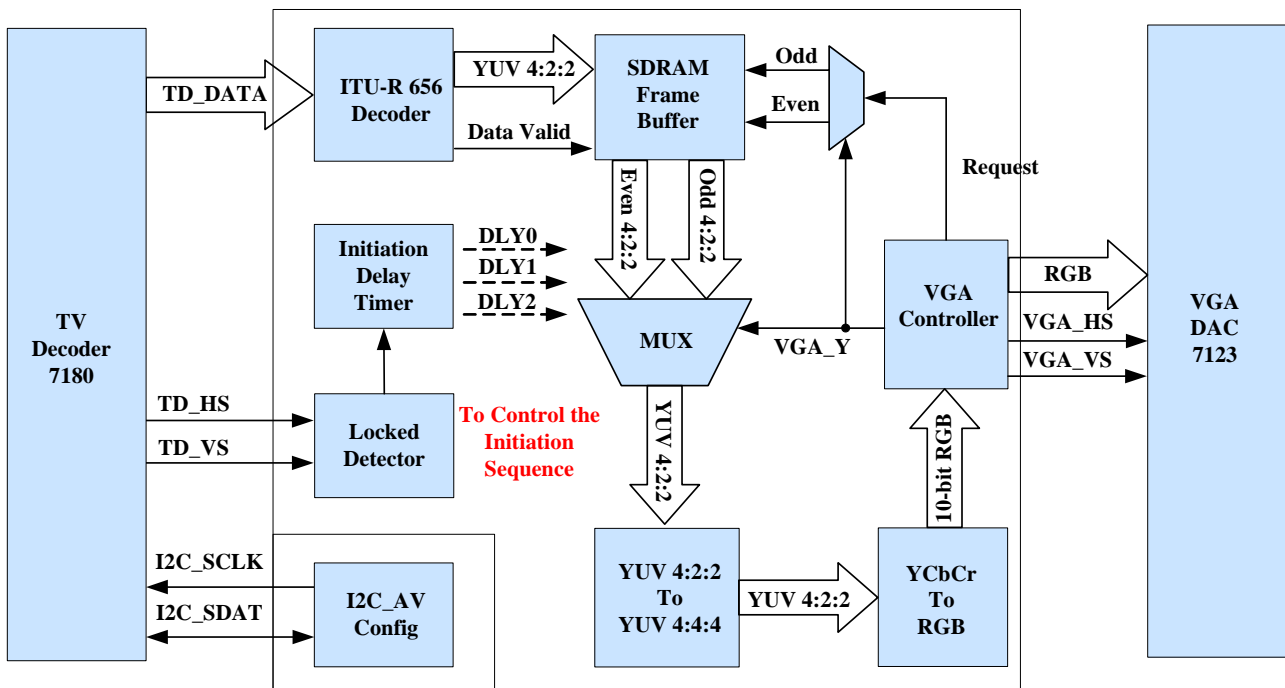 TV
Decoder
7180
TD_DATA
ITU-R 656
Decoder
YUV 4:2:2
Data Valid
SDRAM
Frame
Buffer
Odd
Even
Request
Even 4:2:2
Odd 4:2:2
Initiation
Delay
Timer
DLY0
DLY1
DLY2
MUX
VGA_Y
VGA
Controller
RGB
VGA_HS
VGA_VS
VGA
DAC
7123
TD_HS
TD_VS
Locked
Detector
To Control the
Initiation
Sequence
YUV 4:2:2
10-bit RGB
I2C_SCLK
I2C_SDAT
I2C_AV
Config
YUV 4:2:2
To
YUV 4:4:4
YUV 4:2:2
YCbCr
To
RGB